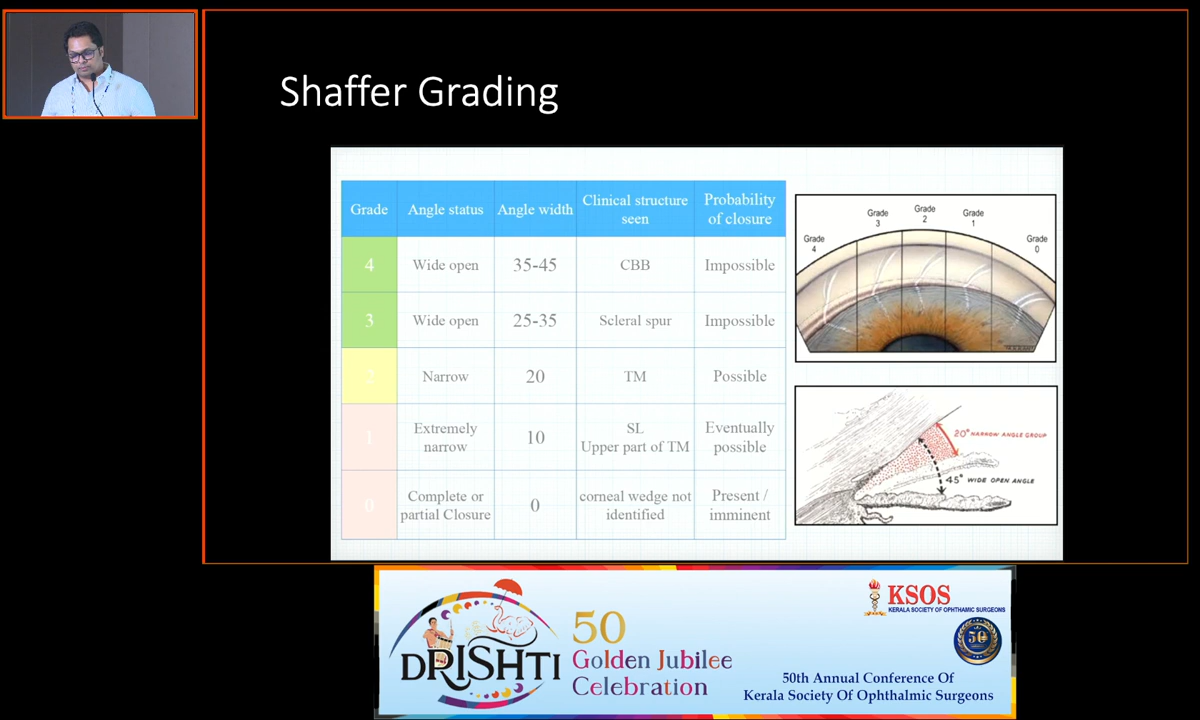 Shaffer Grading
Grade
Angle status
Angle width
Clinical structure
seen
Probability
of closure
4
Wide open
35-45
CBB
Impossible
3
Wide open
25-35
Scleral spur
Impossible
2
Narrow
20
TM
Possible
1
Extremely
narrow
10
SL
Upper part of TM
Eventually
possible
0
Complete or
partial Closure
0
corneal wedge not
identified
Present /
imminent
Grade
4
Grade
3
Grade
2
Grade
1
Grade
0
20° NARROW ANGLE GROUP
45° WIDE OPEN ANGLE
DRISHTI
50
Golden Jubilee
Celebration
KSOS
KERALA SOCIETY OF OPHTHAMIC SURGEONS
50
50th Annual Conference Of
Kerala Society Of Ophthalmic Surgeons